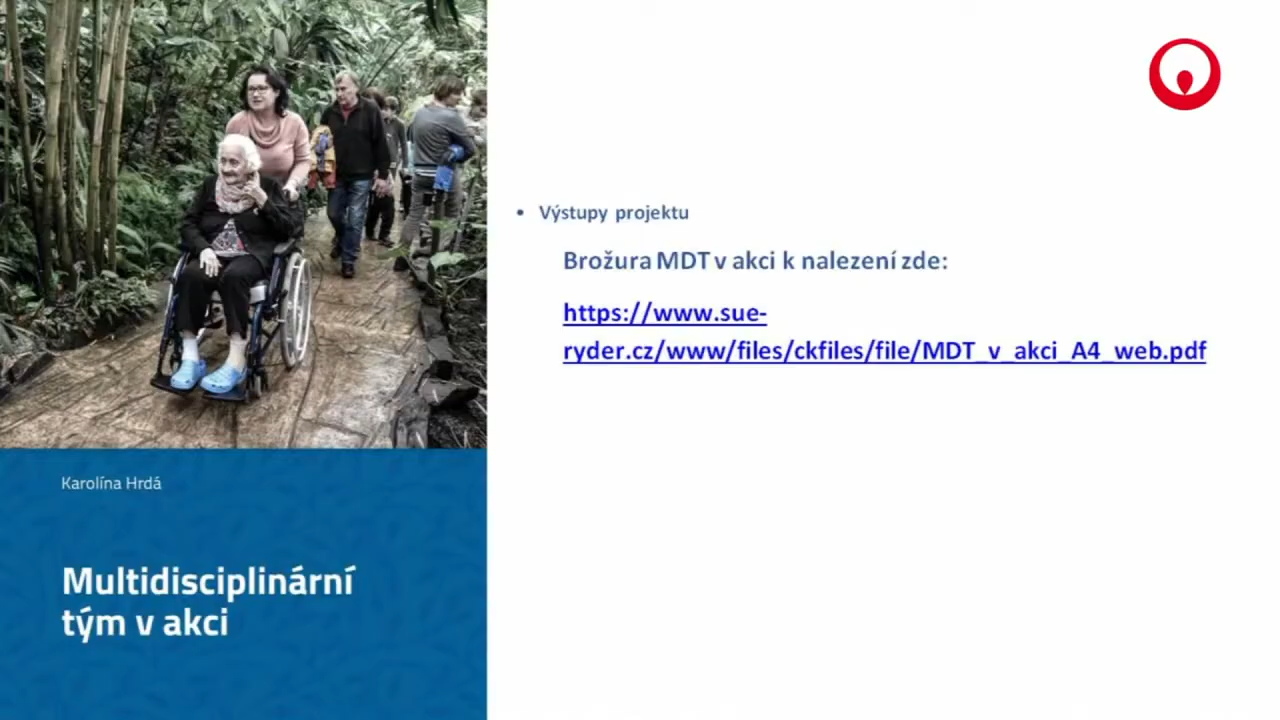 Karolína Hrdá
Multidisciplinární
tým v akci
• Výstupy projektu
Brožura MDT v akci k nalezení zde:
https://www.sue-
ryder.cz/www/files/ckfiles/file/MDT_v_akci_A4_web.pdf